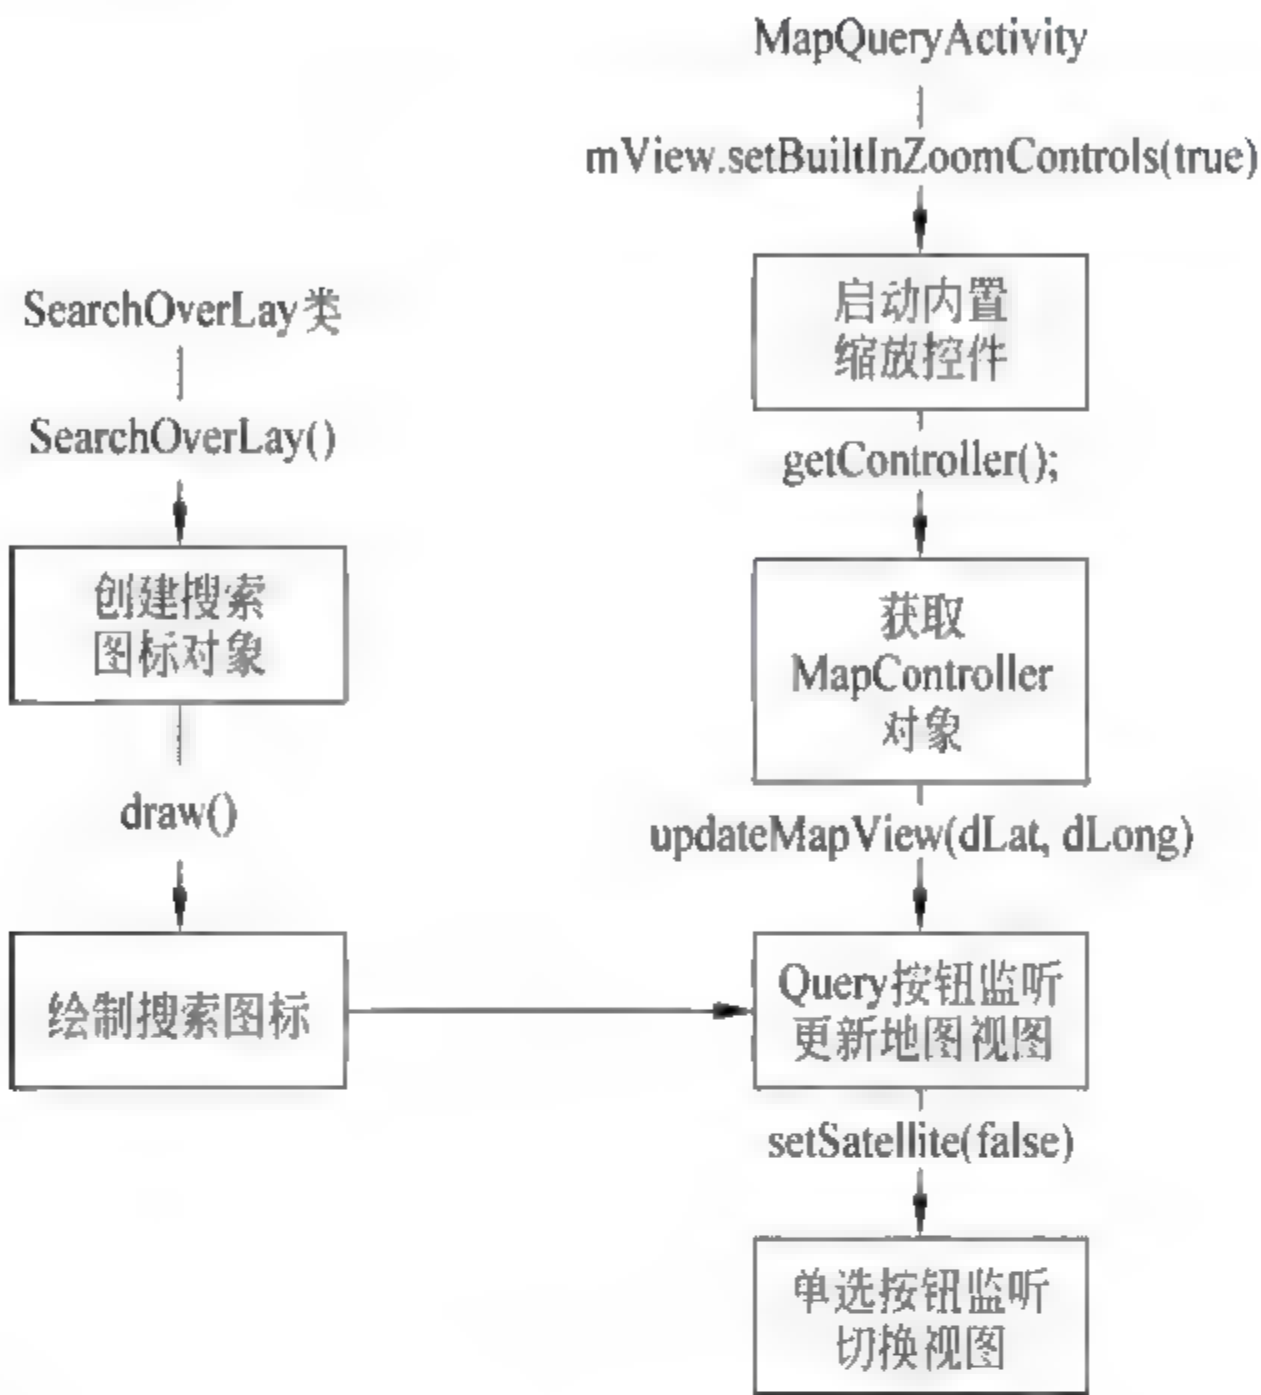 MapQueryActivity
mView.setBuiltInZoomControls(true)
启动内置
缩放控件
getController();
获取
MapController
对象
updateMapView(dLat, dLong)
Query按钮监听
更新地图视图
setSatellite(false)
单选按钮监听
切换视图
SearchOverLay类
SearchOverLay()
创建搜索
图标对象
draw()
绘制搜索图标